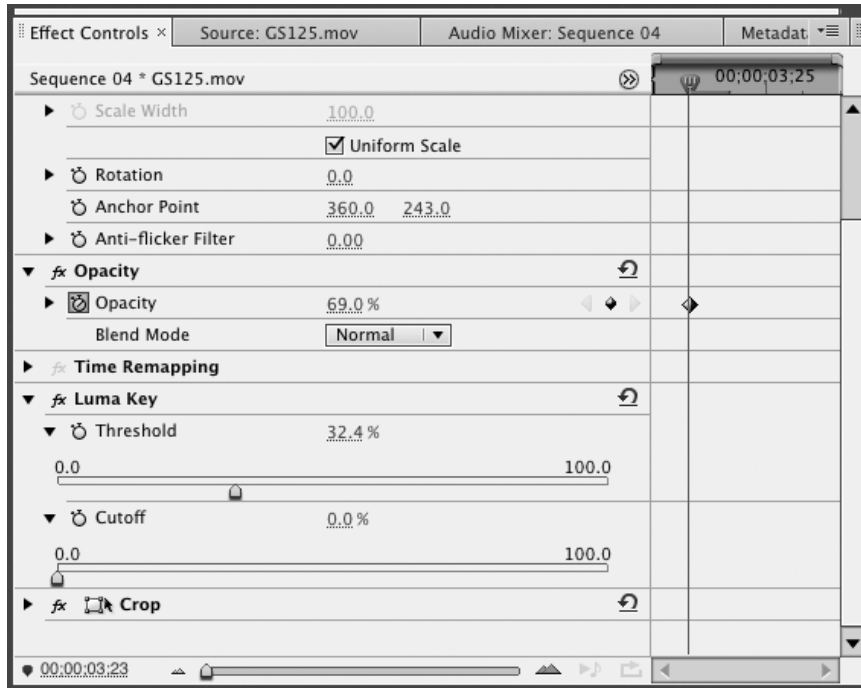 Effect Controls × Source: GS125.mov Audio Mixer: Sequence 04 Metadat
Sequence 04 * GS125.mov 00;00;03;25
Scale Width 100.0
Uniform Scale
Rotation 0.0
Anchor Point 360.0 243.0
Anti-flicker Filter 0.00
fx Opacity
Opacity 69.0 %
Blend Mode Normal
fx Time Remapping
fx Luma Key
Threshold 32.4 %
0.0 100.0
Cutoff 0.0 %
0.0 100.0
fx Crop
00;00;03;23